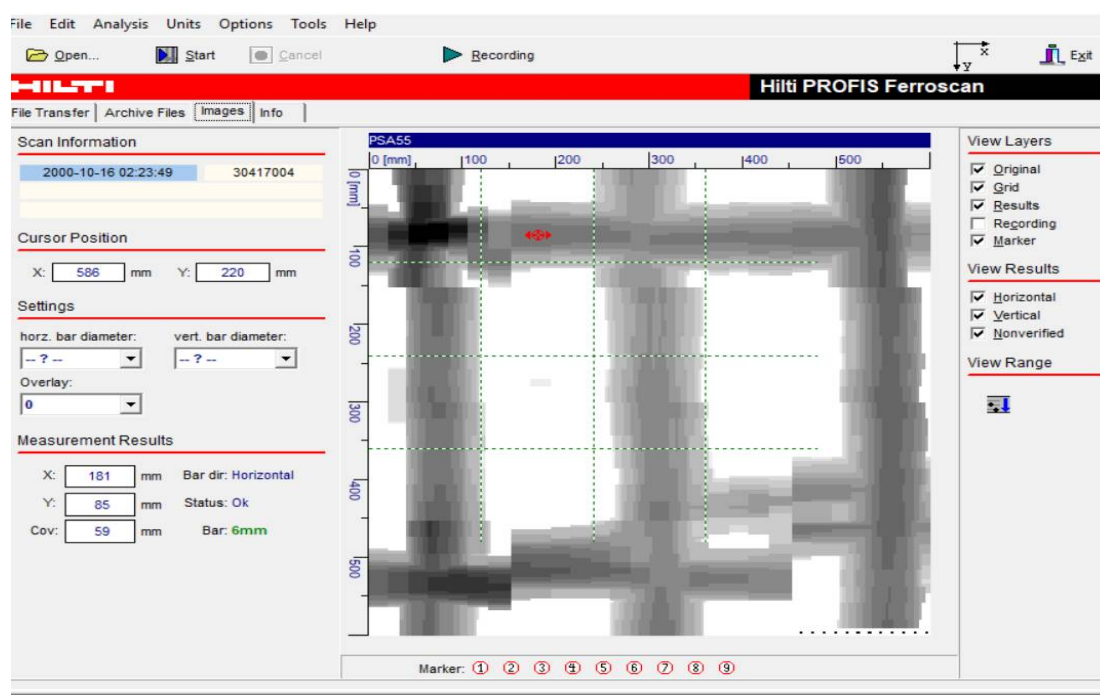 File Edit Analysis Units Options Tools Help
Open... Start Cancel Recording X Y Exit
HILTI Hilti PROFIS Ferroscan
File Transfer Archive Files Images Info
Scan Information
2000-10-16 02:23:49 30417004
Cursor Position
X: 586 mm Y: 220 mm
Settings
horz. bar diameter: vert. bar diameter:
-- ? -- -- ? --
Overlay:
0
Measurement Results
X: 181 mm Bar dir: Horizontal
Y: 85 mm Status: Ok
Cov: 59 mm Bar: 6mm
PSA55
0 [mm] 100 200 300 400 500
0 [mm] 100 200 300 400 500
Marker: ① ② ③ ④ ⑤ ⑥ ⑦ ⑧ ⑨
View Layers
Original
Grid
Results
Recording
Marker
View Results
Horizontal
Vertical
Nonverified
View Range